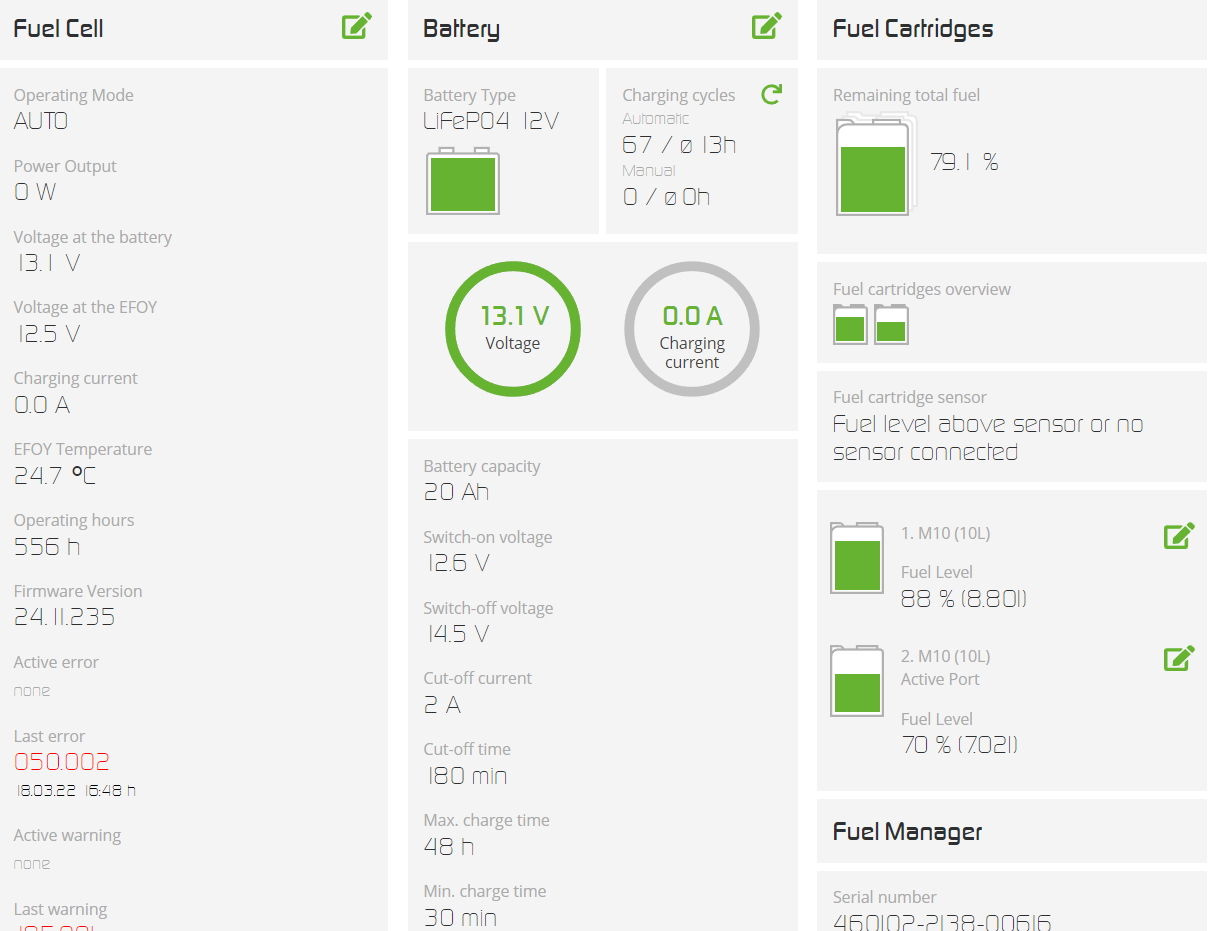 Fuel Cell
Operating Mode
AUTO
Power Output
0 W
Voltage at the battery
13.1 V
Voltage at the EFOY
12.5 V
Charging current
0.0 A
EFOY Temperature
24.7 °C
Operating hours
556 h
Firmware Version
24.11.235
Active error
none
Last error
050.002
18.03.22 16:48 h
Active warning
none
Last warning
Battery
Battery Type
LiFePO4 12V
Charging cycles
Automatic
67 / ø 13h
Manual
0 / ø 0h
13.1 V
Voltage
0.0 A
Charging
current
Battery capacity
20 Ah
Switch-on voltage
12.6 V
Switch-off voltage
14.5 V
Cut-off current
2 A
Cut-off time
180 min
Max. charge time
48 h
Min. charge time
30 min
Fuel Cartridges
Remaining total fuel
79.1 %
Fuel cartridges overview
Fuel cartridge sensor
Fuel level above sensor or no
sensor connected
1. M10 (10L)
Fuel Level
88 % (8.80l)
2. M10 (10L)
Active Port
Fuel Level
70 % (7.02l)
Fuel Manager
Serial number
460102-2138-00616